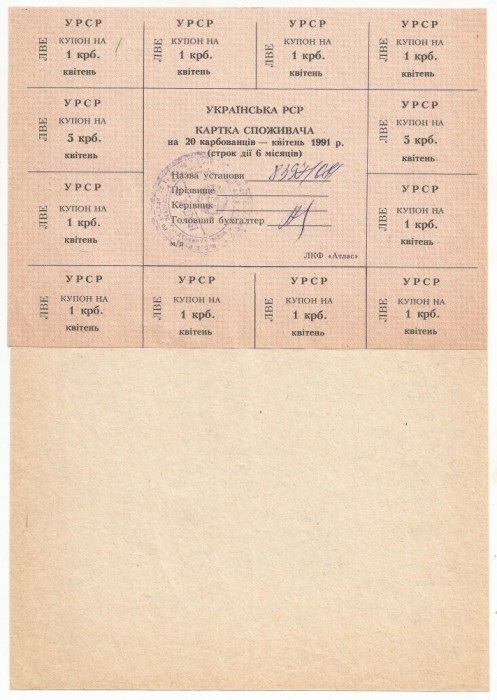 УРСР
ЛВЕ
КУПОН НА
1 крб.
квітень
УРСР
ЛВЕ
КУПОН НА
1 крб.
квітень
УРСР
ЛВЕ
КУПОН НА
1 крб.
квітень
УРСР
ЛВЕ
КУПОН НА
1 крб.
квітень
УРСР
ЛВЕ
КУПОН НА
5 крб.
квітень
УКРАЇНСЬКА РСР
КАРТКА СПОЖИВАЧА
на 20 карбованців — квітень 1991 р.
(строк дії 6 місяців)
Назва установи
Прізвище
Керівник
Головний бухгалтер
м/п
ЛКФ «Атлас»
УРСР
ЛВЕ
КУПОН НА
5 крб.
квітень
УРСР
ЛВЕ
КУПОН НА
1 крб.
квітень
УРСР
ЛВЕ
КУПОН НА
1 крб.
квітень
УРСР
ЛВЕ
КУПОН НА
1 крб.
квітень
УРСР
ЛВЕ
КУПОН НА
1 крб.
квітень
УРСР
ЛВЕ
КУПОН НА
1 крб.
квітень
УРСР
ЛВЕ
КУПОН НА
1 крб.
квітень